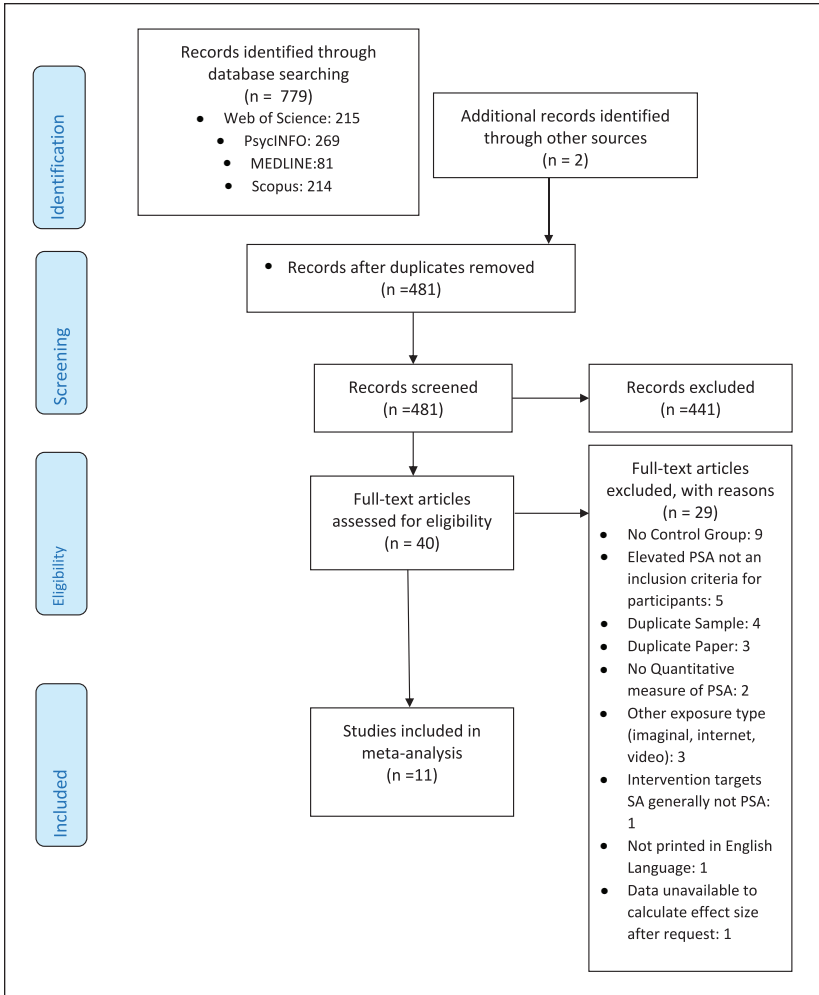 Identification
Records identified through
database searching
(n = 779)
● Web of Science: 215
● PsycINFO: 269
● MEDLINE:81
● Scopus: 214
Additional records identified
through other sources
(n = 2)
Screening
● Records after duplicates removed
(n =481)
Records screened
(n =481)
Records excluded
(n =441)
Eligibility
Full-text articles
assessed for eligibility
(n = 40)
Full-text articles
excluded, with reasons
(n = 29)
● No Control Group: 9
● Elevated PSA not an
inclusion criteria for
participants: 5
● Duplicate Sample: 4
● Duplicate Paper: 3
● No Quantitative
measure of PSA: 2
● Other exposure type
(imaginal, internet,
video): 3
● Intervention targets
SA generally not PSA:
1
● Not printed in English
Language: 1
● Data unavailable to
calculate effect size
after request: 1
Included
Studies included in
meta-analysis
(n =11)